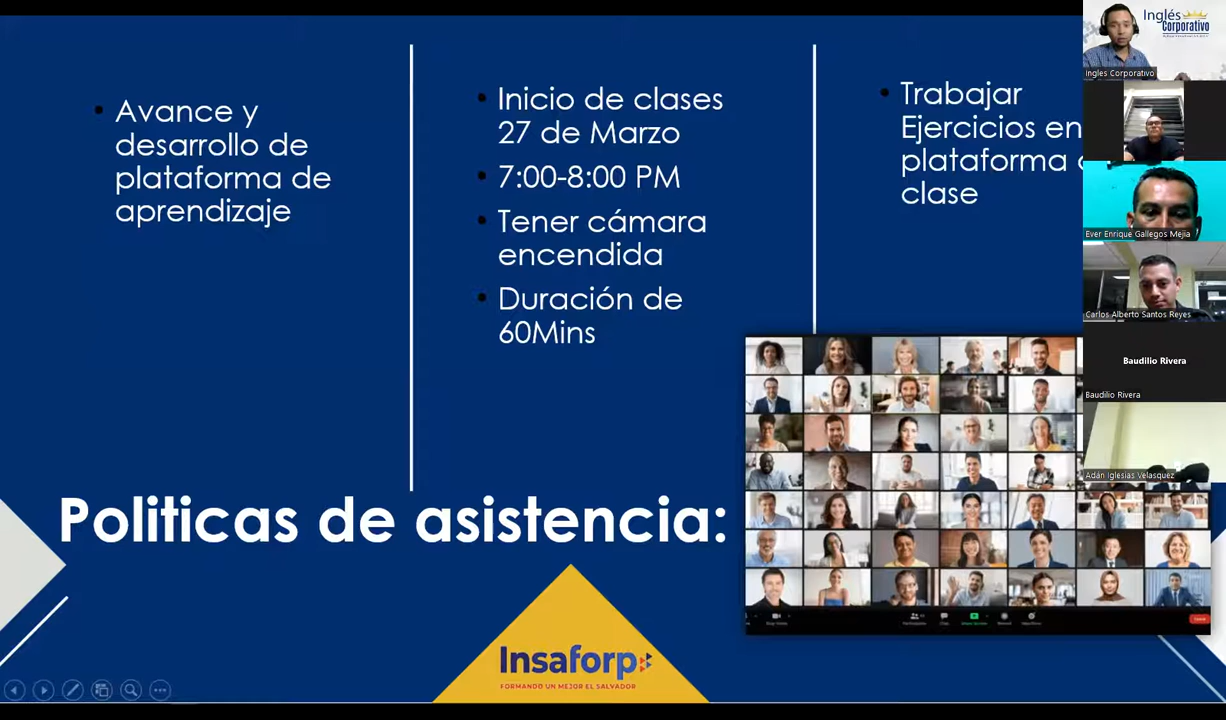 Avance y
desarrollo de
plataforma de
aprendizaje
Inicio de clases
27 de Marzo
7:00-8:00 PM
Tener cámara
encendida
Duración de
60Mins
Trabajar
Ejercicios en
plataforma
clase
Politicas de asistencia:
Insaforp
FORMANDO UN MEJOR EL SALVADOR
Inglés
Corporativo
Ingles Corporativo
Ever Enrique Gallegos Mejia
Carlos Alberto Santos Reyes
Baudilio Rivera
Baudilio Rivera
Adán Iglesias Velasquez